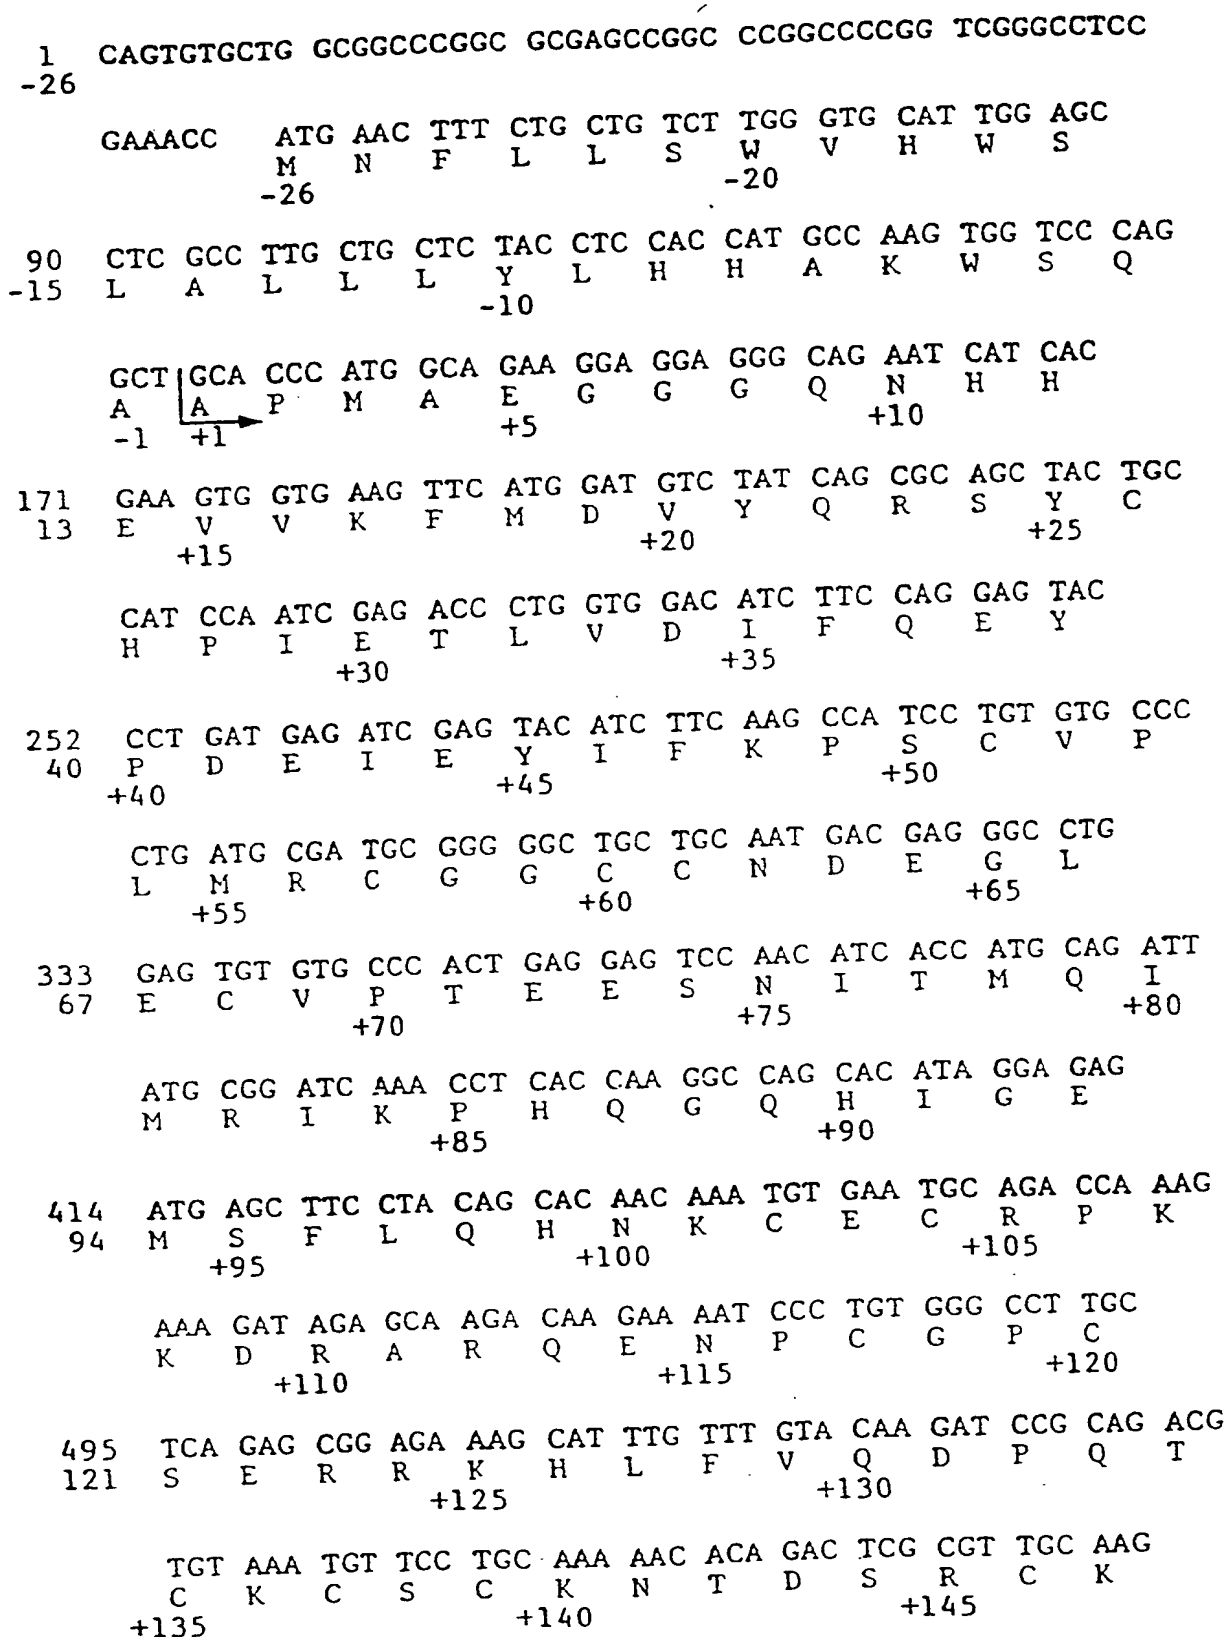 1 CAGTGTGCTG GCGGCCCGGC GCGAGCCGGC CCGGCCCCGG TCGGGCCTCC
-26
GAAACC ATG AAC TTT CTG CTG TCT TGG GTG CAT TGG AGC
M N F L L S W V H W S
-26 -20
90 CTC GCC TTG CTG CTC TAC CTC CAC CAT GCC AAG TGG TCC CAG
-15 L A L L L Y L H H A K W S Q
-10
GCT GCA CCC ATG GCA GAA GGA GGA GGG CAG AAT CAT CAC
A A P M A E G G G Q N H H
-1 +1 +5 +10
171 GAA GTG GTG AAG TTC ATG GAT GTC TAT CAG CGC AGC TAC TGC
13 E V V K F M D V Y Q R S Y C
+15 +20 +25
CAT CCA ATC GAG ACC CTG GTG GAC ATC TTC CAG GAG TAC
H P I E T L V D I F Q E Y
+30 +35
252 CCT GAT GAG ATC GAG TAC ATC TTC AAG CCA TCC TGT GTG CCC
40 P D E I E Y I F K P S C V P
+40 +45 +50
CTG ATG CGA TGC GGG GGC TGC TGC AAT GAC GAG GGC CTG
L M R C G G C C N D E G L
+55 +60 +65
333 GAG TGT GTG CCC ACT GAG GAG TCC AAC ATC ACC ATG CAG ATT
67 E C V P T E E S N I T M Q I
+70 +75 +80
ATG CGG ATC AAA CCT CAC CAA GGC CAG CAC ATA GGA GAG
M R I K P H Q G Q H I G E
+85 +90
414 ATG AGC TTC CTA CAG CAC AAC AAA TGT GAA TGC AGA CCA AAG
94 M S F L Q H N K C E C R P K
+95 +100 +105
AAA GAT AGA GCA AGA CAA GAA AAT CCC TGT GGG CCT TGC
K D R A R Q E N P C G P C
+110 +115 +120
495 TCA GAG CGG AGA AAG CAT TTG TTT GTA CAA GAT CCG CAG ACG
121 S E R R K H L F V Q D P Q T
+125 +130
TGT AAA TGT TCC TGC AAA AAC ACA GAC TCG CGT TGC AAG
C K C S C K N T D S R C K
+135 +140 +145